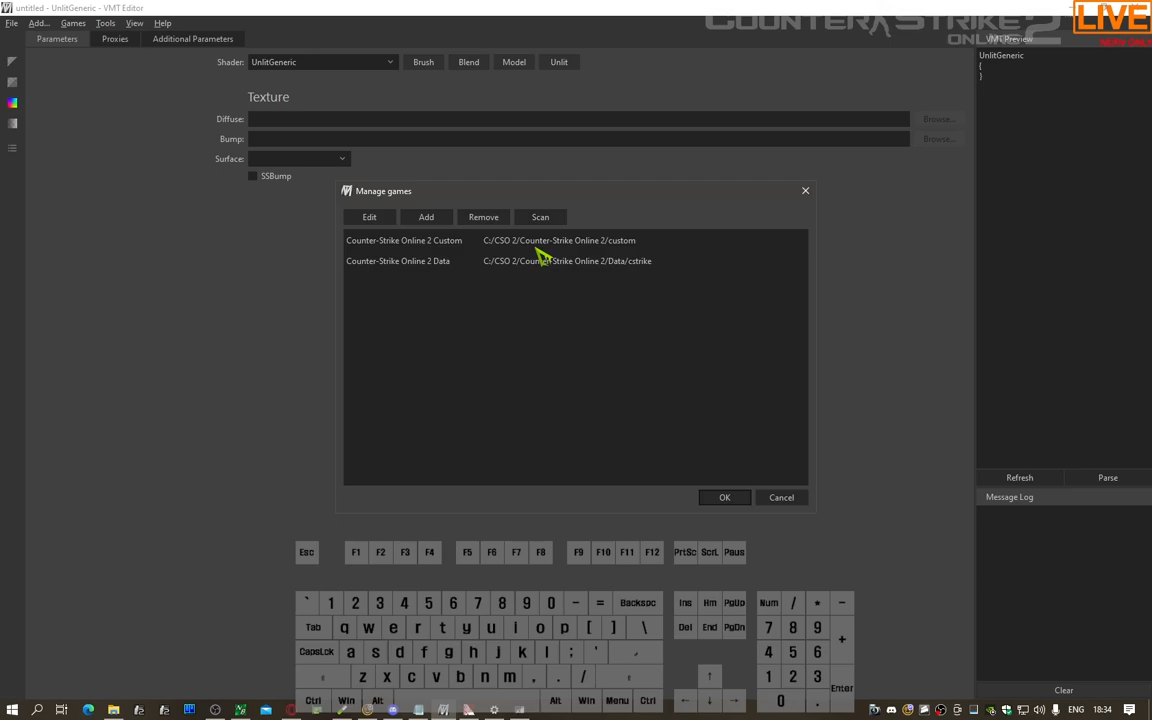 untitled - UnlitGeneric - VMT Editor
File Add... Games Tools View Help
COUNTER STRIKE
ONLINE 2
LIVE
Parameters Proxies Additional Parameters
VMT Preview
Shader: UnlitGeneric Brush Blend Model Unlit
UnlitGeneric
{
}
Texture
Diffuse: Browse...
Bump: Browse...
Surface:
SSBump
Manage games
Edit Add Remove Scan
Counter-Strike Online 2 Custom C:/CSO 2/Counter-Strike Online 2/custom
Counter-Strike Online 2 Data C:/CSO 2/Counter-Strike Online 2/Data/cstrike
OK Cancel
Refresh Parse
Message Log
Esc F1 F2 F3 F4 F5 F6 F7 F8 F9 F10 F11 F12 PrtSc ScrL Paus
` 1 2 3 4 5 6 7 8 9 0 - = Backspc Ins Hm PgUp Num / * -
Tab q w e r t y u i o p [ ] \ Del End PgDn 7 8 9 +
CapsLck a s d f g h j k l ; ' 4 5 6
z x c v b n m , . / ↑ 1 2 3 Enter
Ctrl Win Alt Alt Win Menu Ctrl ← ↓ → 0 .
Clear
ENG 18:34